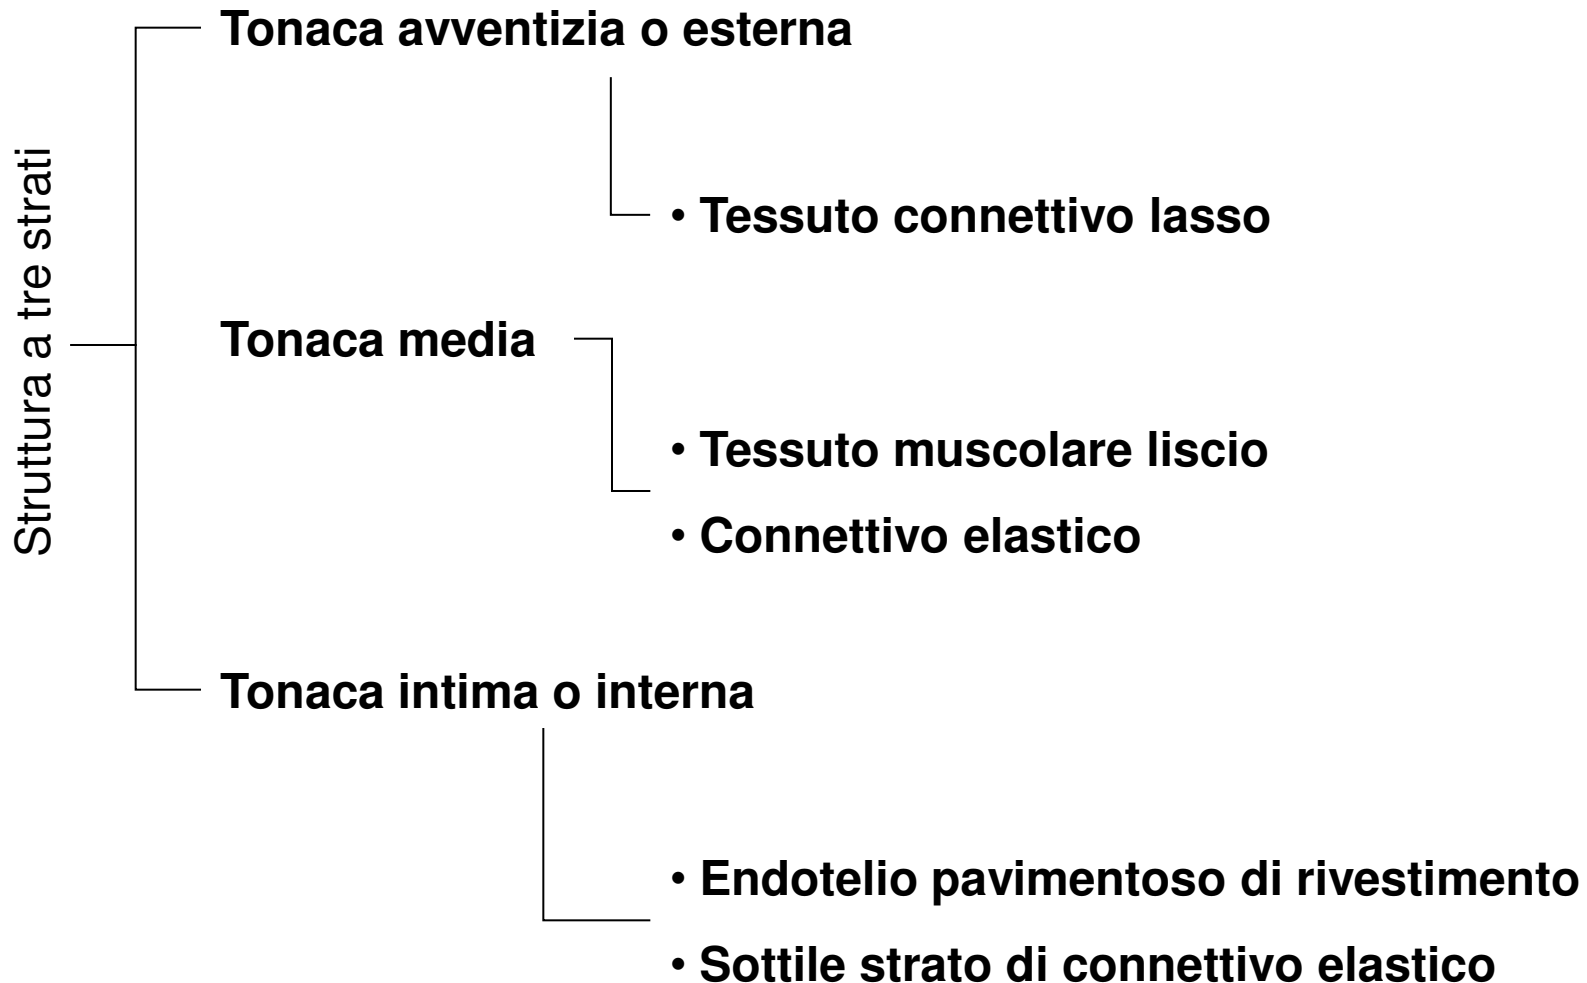 Struttura a tre strati
Tonaca avventizia o esterna
• Tessuto connettivo lasso
Tonaca media
• Tessuto muscolare liscio
• Connettivo elastico
Tonaca intima o interna
• Endotelio pavimentoso di rivestimento
• Sottile strato di connettivo elastico